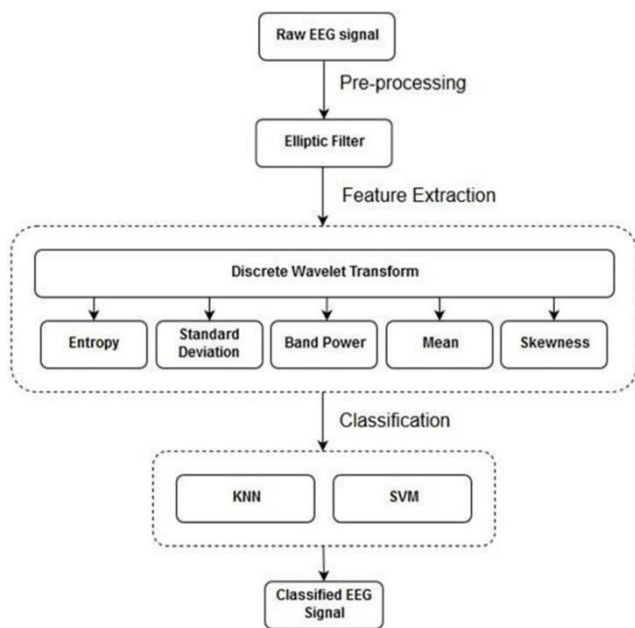 Raw EEG signal
Pre-processing
Elliptic Filter
Feature Extraction
Discrete Wavelet Transform
Entropy
Standard
Deviation
Band Power
Mean
Skewness
Classification
KNN
SVM
Classified EEG
Signal